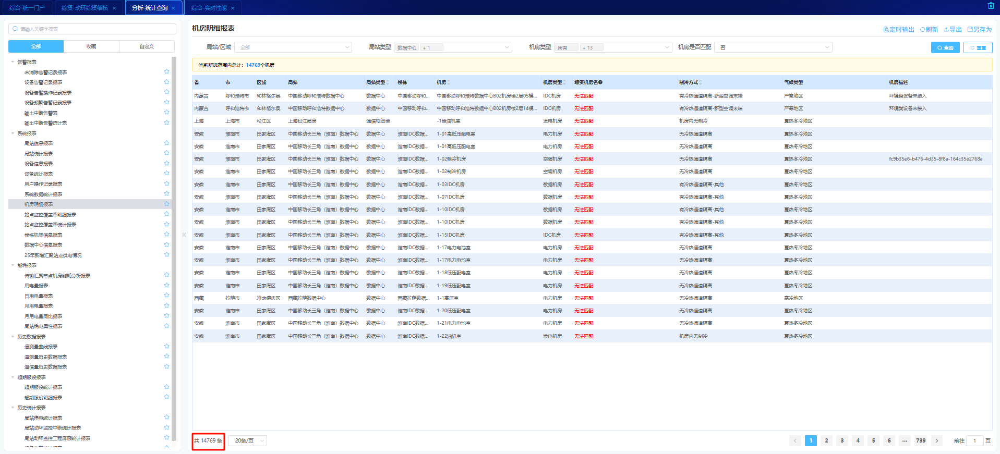 综合-统一门户 综资-动环综资稽核 × 分析-统计查询 × 综合-实时性能 ×
请输入关键字搜索
全部 收藏 自定义
告警报表
未消除告警记录报表
设备告警记录报表
设备告警操作记录报表
设备频繁告警记录报表
输出中断告警表
输出中断告警统计表
系统报表
局站信息报表
局站统计报表
设备信息报表
设备统计报表
用户操作记录报表
系统数据统计报表
机房明细报表
站点监控覆盖率明细报表
站点监控覆盖率统计报表
楼栋机架信息报表
数据中心信息报表
25年新增汇聚站点供电情况
能耗报表
传输汇聚节点机房能耗分析报表
用电量报表
日用电量报表
月用电量报表
月用电量同比报表
局站耗电属性报表
历史数据报表
遥测量曲线报表
遥测量历史数据报表
遥信量历史数据报表
超期服役报表
超期服役统计报表
超期服役明细报表
历史统计报表
局站停电统计报表
局站动环监控中断统计报表
局站动环监控工程屏蔽统计报表
机房明细报表
定时输出 刷新 导出 另存为
局站/区域 全部 局站类型 数据中心 + 1 机房类型 所有 + 13 机房是否匹配 否 查询 重置
当前所选范围内总计：14769个机房
省 市 区域 局站 局站类型 楼栋 机房 机房类型 综资机房名 制冷方式 气候类型 机房描述
内蒙古 呼和浩特市 和林格尔县 中国移动呼和浩特数据中心 数据中心 中国移动呼和... 中国移动呼和浩特数据中心B02机房楼2层05模... IDC机房 无法匹配 有冷热通道隔离-新型空调末端 严寒地区 环境类设备未接入
内蒙古 呼和浩特市 和林格尔县 中国移动呼和浩特数据中心 数据中心 中国移动呼和... 中国移动呼和浩特数据中心B02机房楼2层14模... IDC机房 无法匹配 有冷热通道隔离-新型空调末端 严寒地区 环境类设备未接入
上海 上海市 松江区 上海松江局房 通信枢纽楼 -1楼油机室 发电机房 无法匹配 机房内无制冷 夏热冬冷地区
安徽 淮南市 田家庵区 中国移动长三角（淮南）数据中心 数据中心 淮南IDC数据... 1-01高低压配电室 电力机房 无法匹配 无冷热通道隔离 夏热冬冷地区
安徽 淮南市 田家庵区 中国移动长三角（淮南）数据中心 数据中心 淮南IDC数据... 1-01高低压配电室 电力机房 无法匹配 无冷热通道隔离 夏热冬冷地区
安徽 淮南市 田家庵区 中国移动长三角（淮南）数据中心 数据中心 淮南IDC数据... 1-02制冷机房 空调机房 无法匹配 无冷热通道隔离 夏热冬冷地区 fc9b35e6-b476-4d35-8f8a-164c35e2768a
安徽 淮南市 田家庵区 中国移动长三角（淮南）数据中心 数据中心 淮南IDC数据... 1-02制冷机房 空调机房 无法匹配 无冷热通道隔离 夏热冬冷地区
安徽 淮南市 田家庵区 中国移动长三角（淮南）数据中心 数据中心 淮南IDC数据... 1-03IDC机房 数据机房 无法匹配 有冷热通道隔离-其他 夏热冬冷地区
安徽 淮南市 田家庵区 中国移动长三角（淮南）数据中心 数据中心 淮南IDC数据... 1-07IDC机房 数据机房 无法匹配 有冷热通道隔离-其他 夏热冬冷地区
安徽 淮南市 田家庵区 中国移动长三角（淮南）数据中心 数据中心 淮南IDC数据... 1-10IDC机房 数据机房 无法匹配 有冷热通道隔离-其他 夏热冬冷地区
安徽 淮南市 田家庵区 中国移动长三角（淮南）数据中心 数据中心 淮南IDC数据... 1-10IDC机房 数据机房 无法匹配 有冷热通道隔离-其他 夏热冬冷地区
安徽 淮南市 田家庵区 中国移动长三角（淮南）数据中心 数据中心 淮南IDC数据... 1-15IDC机房 IDC机房 无法匹配 有冷热通道隔离-其他 夏热冬冷地区
安徽 淮南市 田家庵区 中国移动长三角（淮南）数据中心 数据中心 淮南IDC数据... 1-17电力电池室 电力机房 无法匹配 无冷热通道隔离 夏热冬冷地区
安徽 淮南市 田家庵区 中国移动长三角（淮南）数据中心 数据中心 淮南IDC数据... 1-17电力电池室 电力机房 无法匹配 无冷热通道隔离 夏热冬冷地区
安徽 淮南市 田家庵区 中国移动长三角（淮南）数据中心 数据中心 淮南IDC数据... 1-18低压配电室 电力机房 无法匹配 无冷热通道隔离 夏热冬冷地区
安徽 淮南市 田家庵区 中国移动长三角（淮南）数据中心 数据中心 淮南IDC数据... 1-19低压配电室 电力机房 无法匹配 无冷热通道隔离 夏热冬冷地区
西藏 拉萨市 堆龙德庆区 西藏拉萨数据中心 数据中心 西藏拉萨数据... 1-1高压室 电力机房 无法匹配 无冷热通道隔离 寒冷地区
安徽 淮南市 田家庵区 中国移动长三角（淮南）数据中心 数据中心 淮南IDC数据... 1-20低压配电室 电力机房 无法匹配 无冷热通道隔离 夏热冬冷地区
安徽 淮南市 田家庵区 中国移动长三角（淮南）数据中心 数据中心 淮南IDC数据... 1-21电力电池室 电力机房 无法匹配 无冷热通道隔离 夏热冬冷地区
安徽 淮南市 田家庵区 中国移动长三角（淮南）数据中心 数据中心 淮南IDC数据... 1-22油机室 发电机房 无法匹配 机房内无制冷 夏热冬冷地区
共 14769 条 20条/页 1 2 3 4 5 6 ... 739 前往 1 页